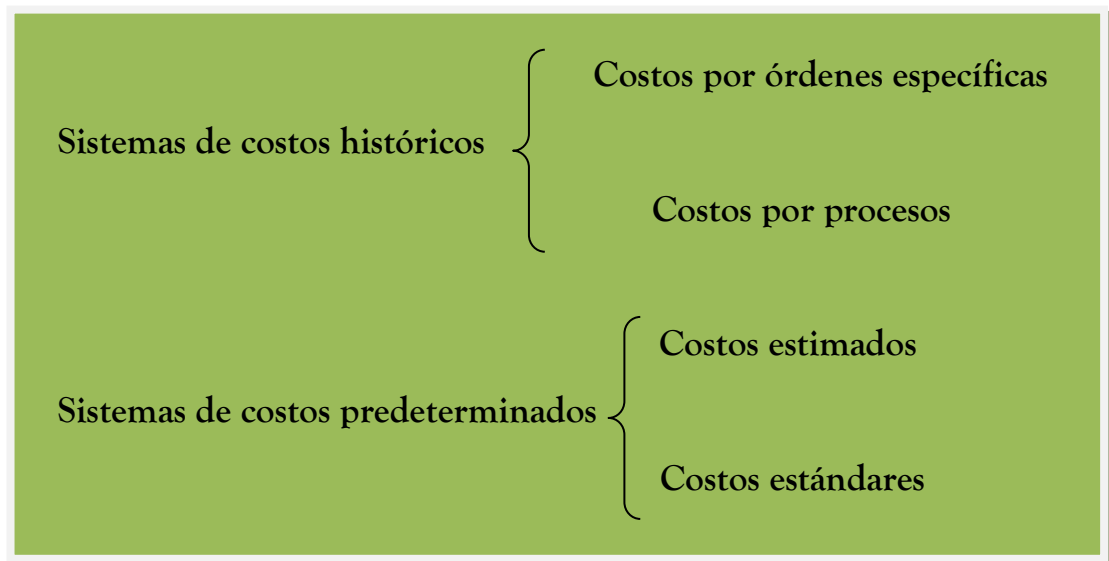 Costos por órdenes específicas
Sistemas de costos históricos
Costos por procesos
Costos estimados
Sistemas de costos predeterminados
Costos estándares